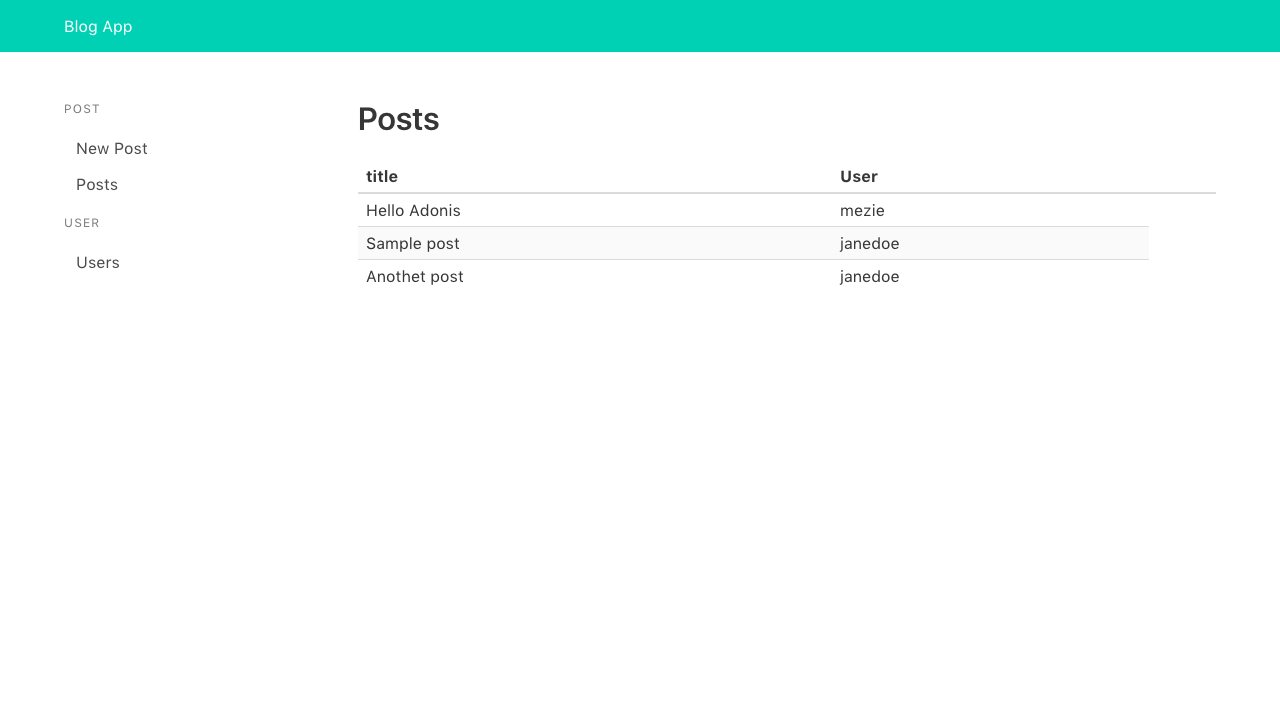 Blog App
POST
New Post
Posts
USER
Users
Posts
title User
Hello Adonis mezie
Sample post janedoe
Anothet post janedoe